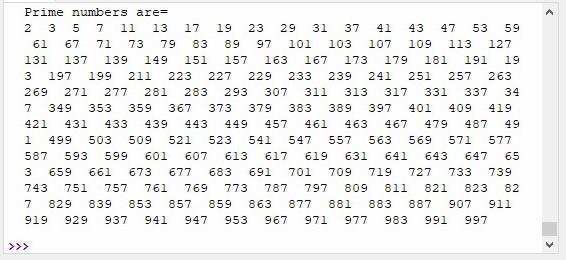 Prime numbers are=
2  3  5  7  11  13  17  19  23  29  31  37  41  43  47  53  59
 61  67  71  73  79  83  89  97  101  103  107  109  113  127
131  137  139  149  151  157  163  167  173  179  181  191  19
3  197  199  211  223  227  229  233  239  241  251  257  263
269  271  277  281  283  293  307  311  313  317  331  337  34
7  349  353  359  367  373  379  383  389  397  401  409  419
421  431  433  439  443  449  457  461  463  467  479  487  49
1  499  503  509  521  523  541  547  557  563  569  571  577
587  593  599  601  607  613  617  619  631  641  643  647  65
3  659  661  673  677  683  691  701  709  719  727  733  739
743  751  757  761  769  773  787  797  809  811  821  823  82
7  829  839  853  857  859  863  877  881  883  887  907  911
919  929  937  941  947  953  967  971  977  983  991  997
>>>